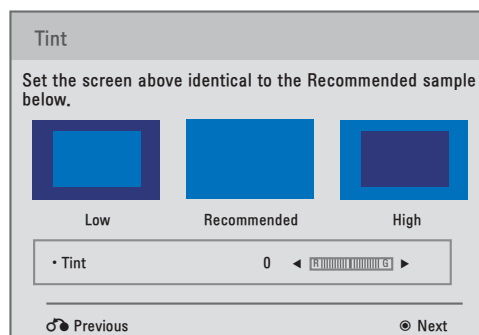 Tint
Set the screen above identical to the Recommended sample
below.
Low Recommended High
• Tint 0 ◄ R G ►
Previous ◉ Next